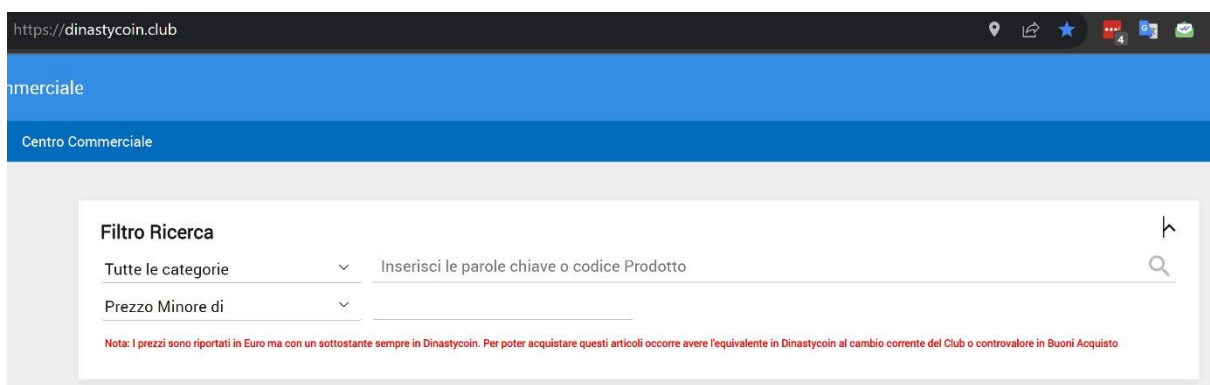 https://dinastycoin.club
4
mmerciale
Centro Commerciale
Filtro Ricerca
Tutte le categorie
Inserisci le parole chiave o codice Prodotto
Prezzo Minore di
Nota: I prezzi sono riportati in Euro ma con un sottostante sempre in Dinastycoin. Per poter acquistare questi articoli occorre avere l'equivalente in Dinastycoin al cambio corrente del Club o controvalore in Buoni Acquisto